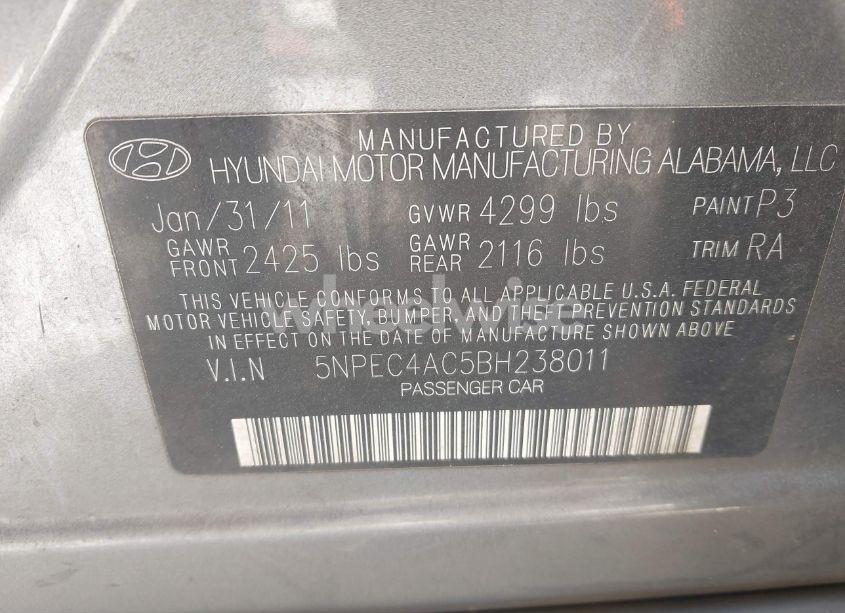 MANUFACTURED BY
HYUNDAI MOTOR MANUFACTURING ALABAMA, LLC
Jan/31/11 GVWR 4299 lbs PAINT P3
GAWR FRONT 2425 lbs GAWR REAR 2116 lbs TRIM RA
THIS VEHICLE CONFORMS TO ALL APPLICABLE U.S.A. FEDERAL
MOTOR VEHICLE SAFETY, BUMPER, AND THEFT PREVENTION STANDARDS
IN EFFECT ON THE DATE OF MANUFACTURE SHOWN ABOVE
V.I.N 5NPEC4AC5BH238011
PASSENGER CAR
wheelwise